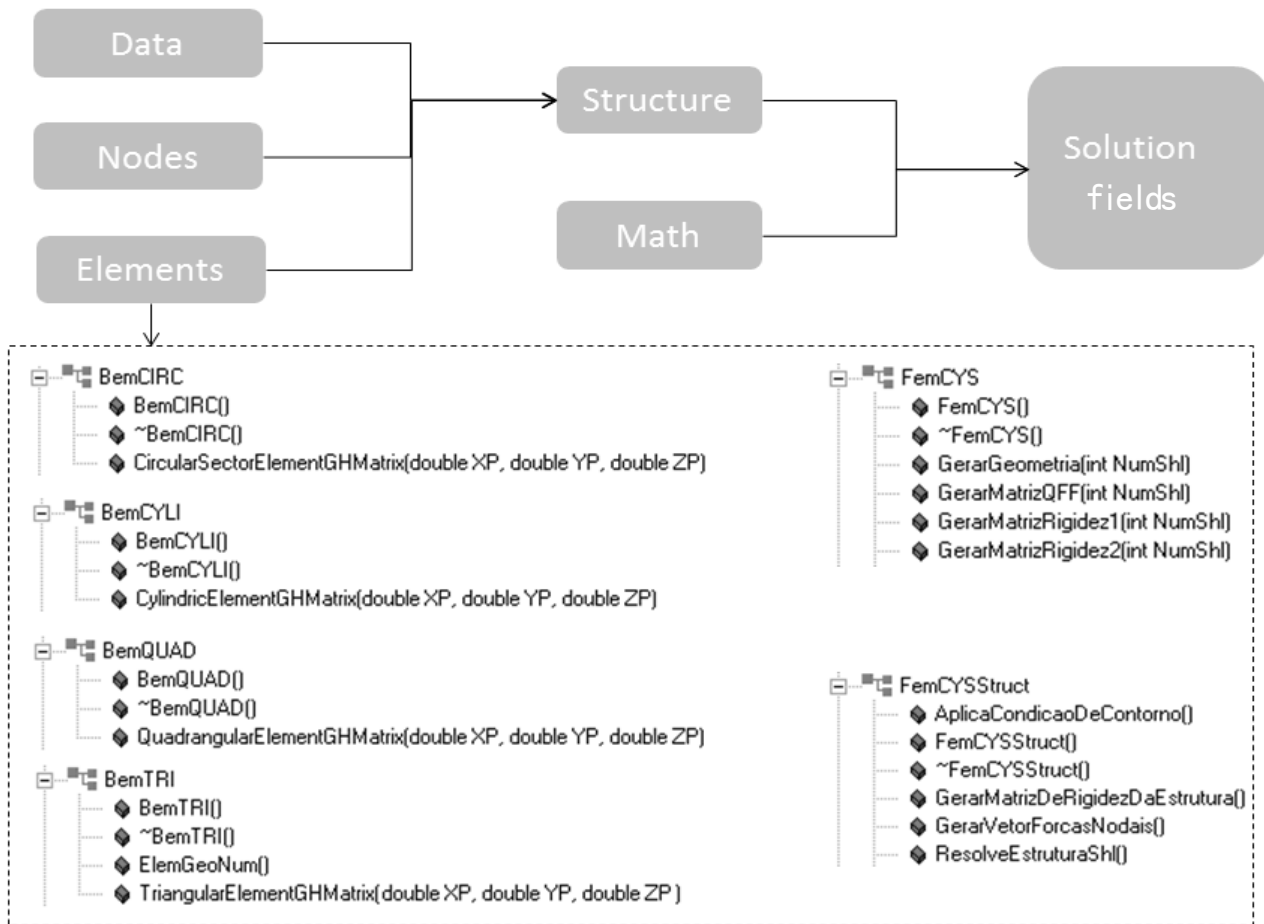 Data
Nodes
Elements
Structure
Math
Solution
fields
BemCIRC
BemCIRC()
~BemCIRC()
CircularSectorElementGHMatrix(double XP, double YP, double ZP)
BemCYLI
BemCYLI()
~BemCYLI()
CylindricElementGHMatrix(double XP, double YP, double ZP)
BemQUAD
BemQUAD()
~BemQUAD()
QuadrangularElementGHMatrix(double XP, double YP, double ZP)
BemTRI
BemTRI()
~BemTRI()
ElemGeoNum()
TriangularElementGHMatrix(double XP, double YP, double ZP )
FemCYS
FemCYS()
~FemCYS()
GerarGeometria(int NumShl)
GerarMatrizQFF(int NumShl)
GerarMatrizRigidez1(int NumShl)
GerarMatrizRigidez2(int NumShl)
FemCYSStruct
AplicaCondicaoDeContorno()
FemCYSStruct()
~FemCYSStruct()
GerarMatrizDeRigidezDaEstrutura()
GerarVetorForcasNodais()
ResolveEstruturaShl()